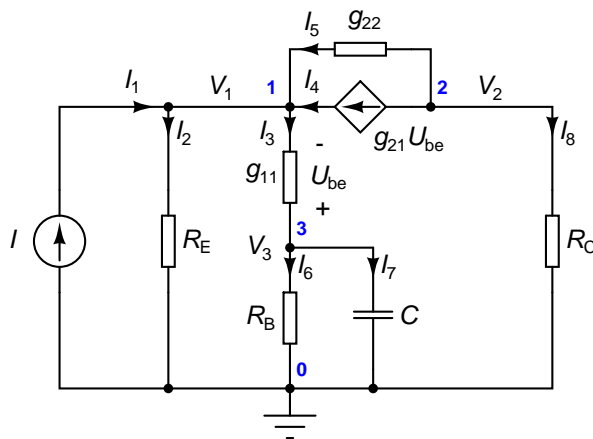 I5 g22
I1 V1 1 I4 2 V2
I2 I3 - g21Ube I8
g11 Ube
+
3
I RE V3 RC
I6 I7
RB C
0